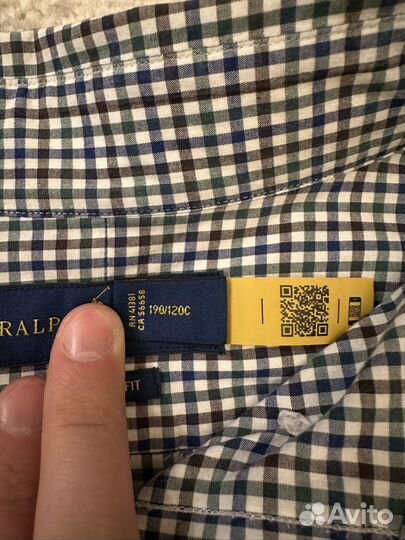 RALP
RN 41381
CA 56658
190/120C
FIT
Avito